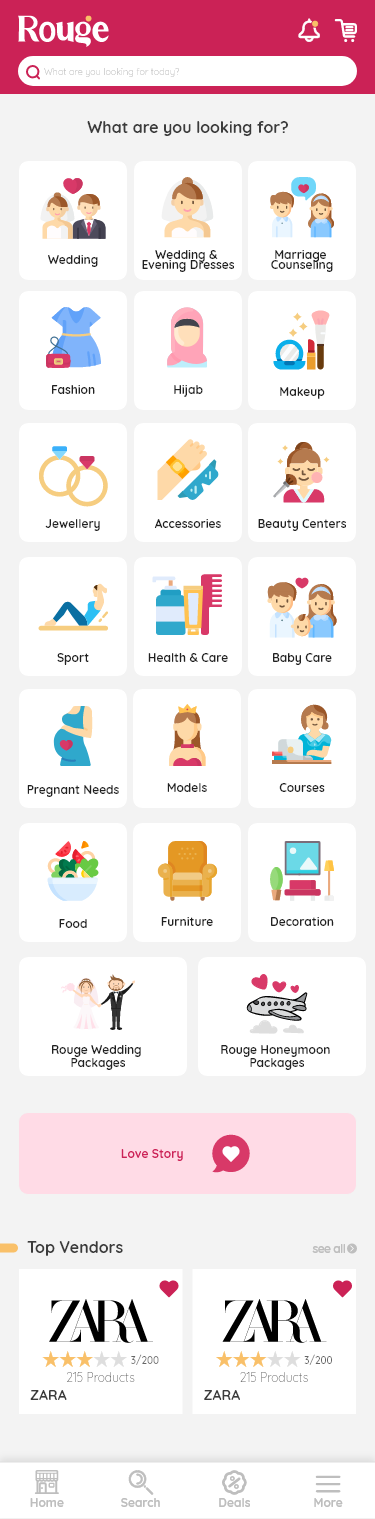 Rouge
What are you looking for today?
What are you looking for?
Wedding
Wedding &
Evening Dresses
Marriage
Counseling
Fashion
Hijab
Makeup
Jewellery
Accessories
Beauty Centers
Sport
Health & Care
Baby Care
Pregnant Needs
Models
Courses
Food
Furniture
Decoration
Rouge Wedding
Packages
Rouge Honeymoon
Packages
Love Story
Top Vendors
see all
ZARA
3/200
215 Products
ZARA
ZARA
3/200
215 Products
ZARA
Home
Search
Deals
More